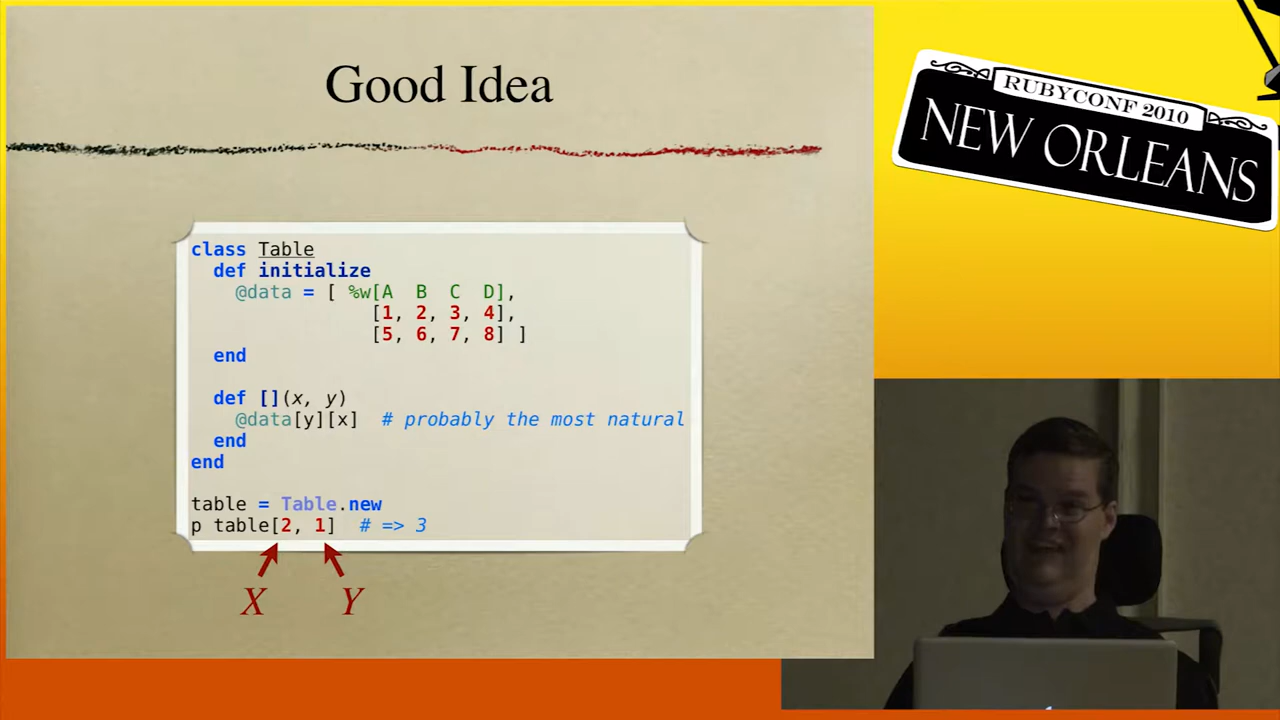 Good Idea
RUBYCONF 2010
NEW ORLEANS
class Table
  def initialize
    @data = [ %w[A  B  C  D],
                [1, 2, 3, 4],
                [5, 6, 7, 8] ]
  end
  def [](x, y)
    @data[y][x]  # probably the most natural
  end
end
table = Table.new
p table[2, 1]  # => 3
X Y